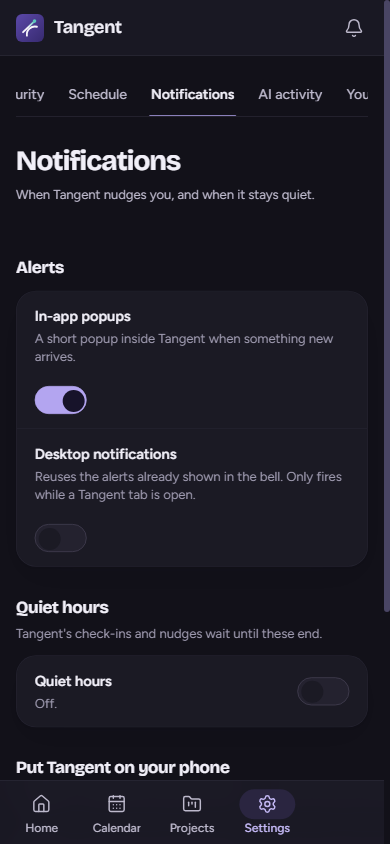 Tangent
urity Schedule Notifications AI activity You
Notifications
When Tangent nudges you, and when it stays quiet.
Alerts
In-app popups
A short popup inside Tangent when something new
arrives.
Desktop notifications
Reuses the alerts already shown in the bell. Only fires
while a Tangent tab is open.
Quiet hours
Tangent's check-ins and nudges wait until these end.
Quiet hours
Off.
Put Tangent on your phone
Home Calendar Projects Settings